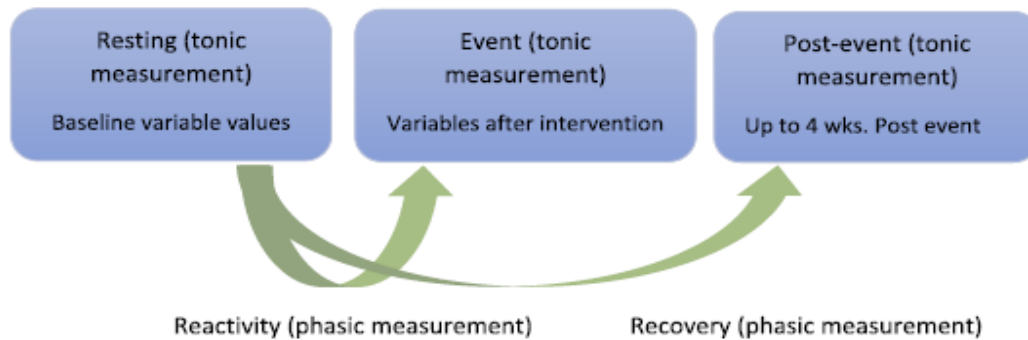 Resting (tonic
measurement)
Baseline variable values
Event (tonic
measurement)
Variables after intervention
Post-event (tonic
measurement)
Up to 4 wks. Post event
Reactivity (phasic measurement)
Recovery (phasic measurement)